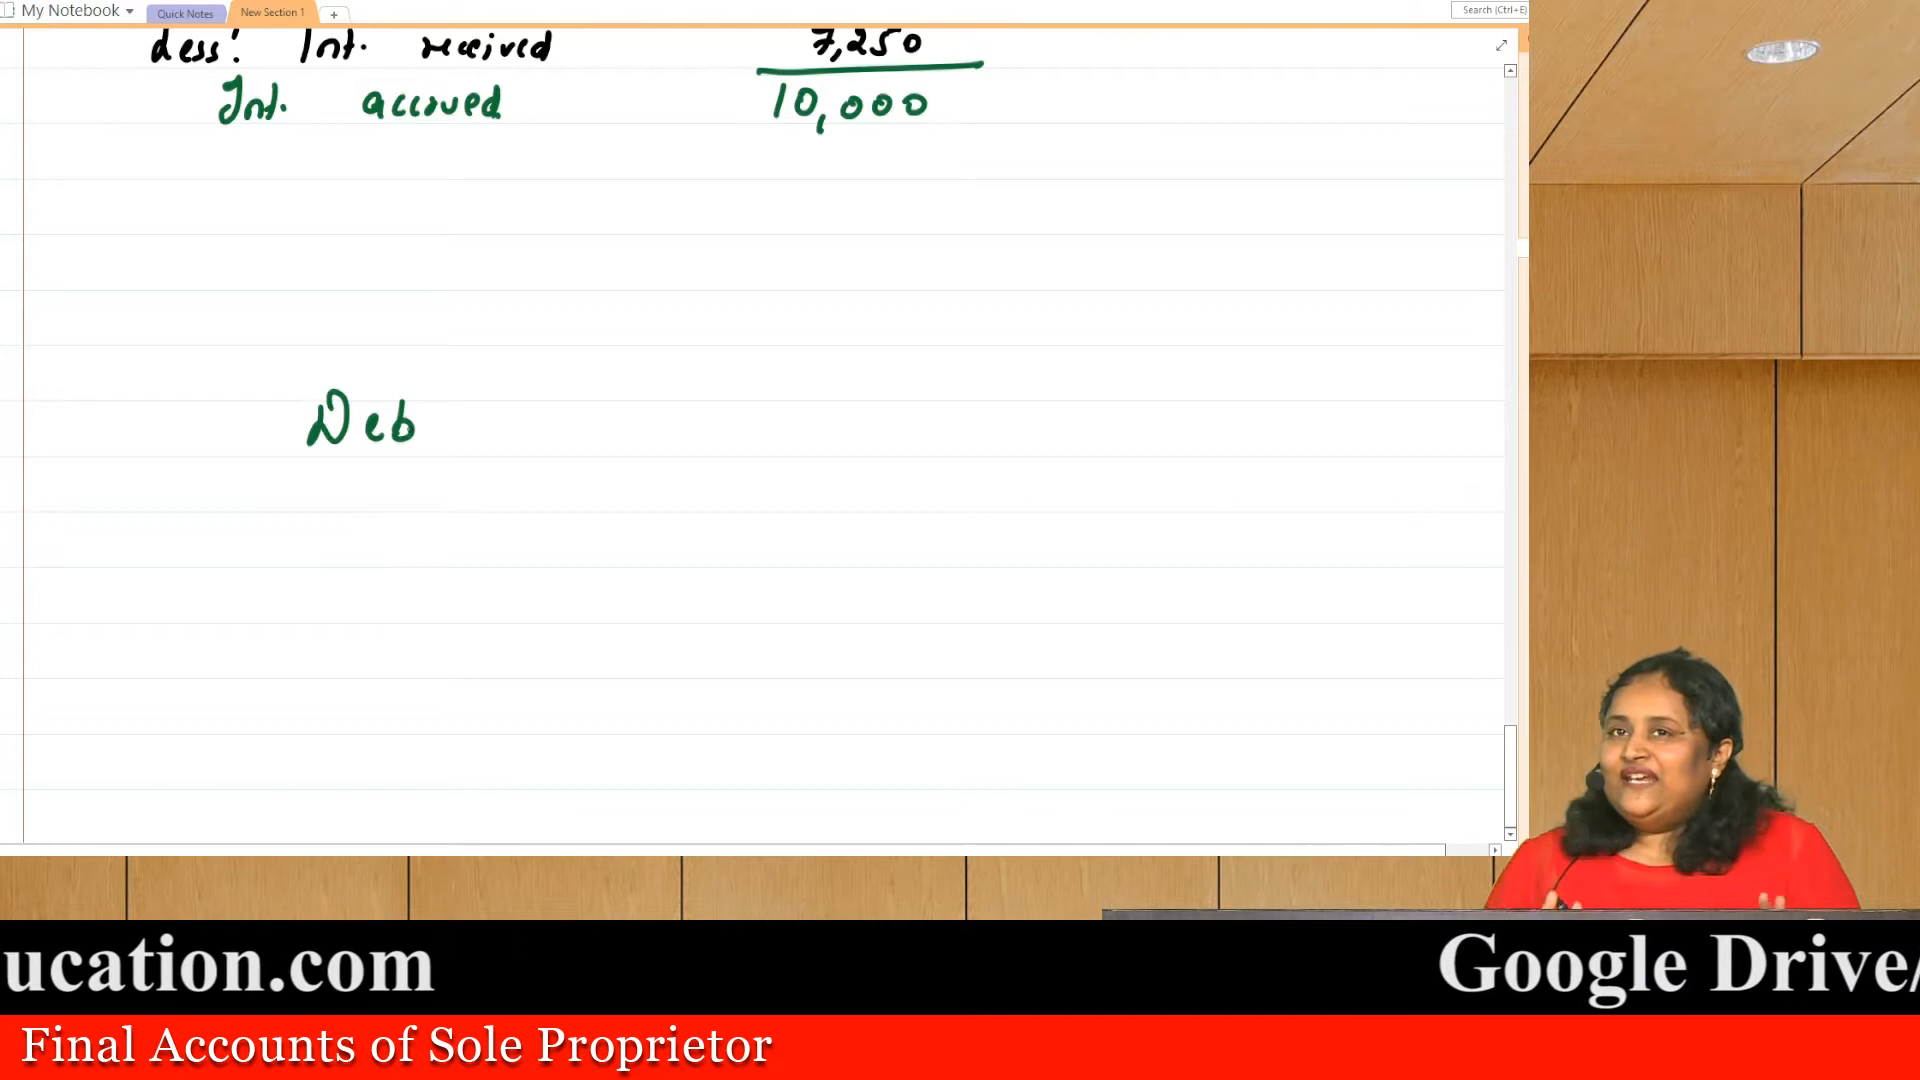 My Notebook
Quick Notes
New Section 1
+
Search (Ctrl+E)
Less: Int. received 7,250
Int. accrued 10,000
Deb
ucation.com
Google Drive/
Final Accounts of Sole Proprietor